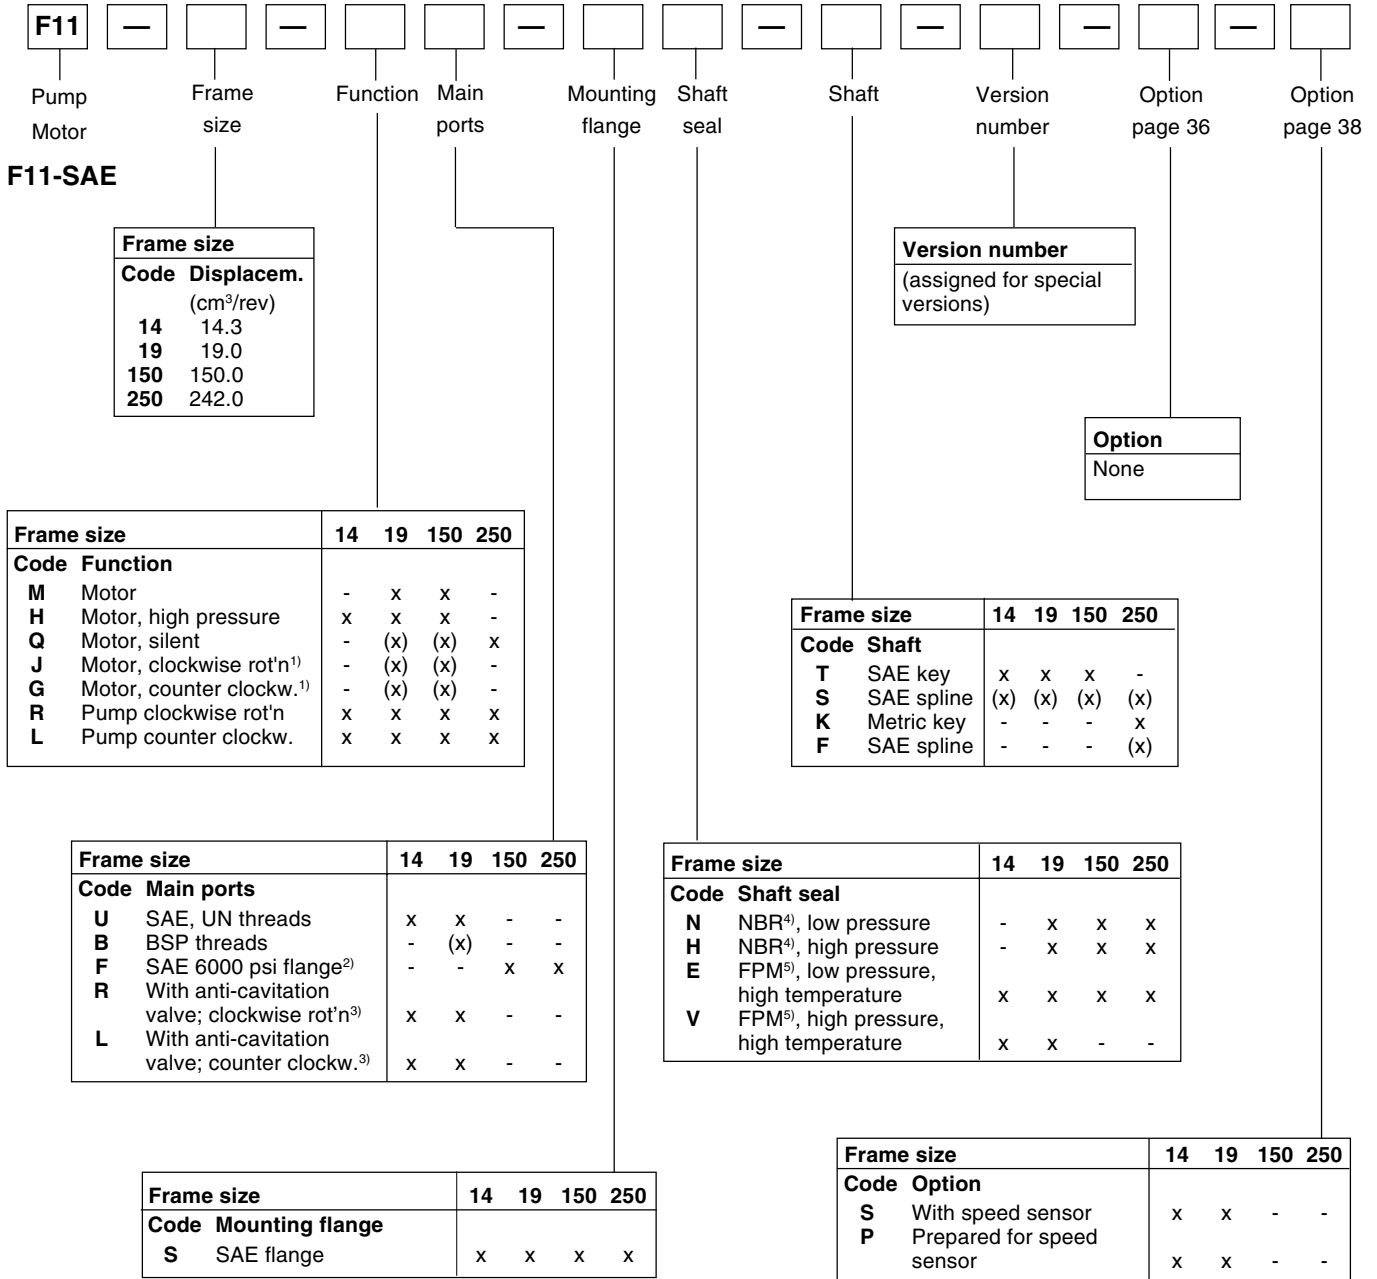 F11 — — — — — — —
Pump Motor
Frame size
Function
Main ports
Mounting flange
Shaft seal
Shaft
Version number
Option page 36
Option page 38
F11-SAE
Frame size
Code Displacem.
(cm³/rev)
14 14.3
19 19.0
150 150.0
250 242.0
Version number
(assigned for special
versions)
Option
None
Frame size 14 19 150 250
Code Function
M Motor - x x -
H Motor, high pressure x x x -
Q Motor, silent - (x) (x) x
J Motor, clockwise rot'n¹⁾ - (x) (x) -
G Motor, counter clockw.¹⁾ - (x) (x) -
R Pump clockwise rot'n x x x x
L Pump counter clockw. x x x x
Frame size 14 19 150 250
Code Shaft
T SAE key x x x -
S SAE spline (x) (x) (x) (x)
K Metric key - - - x
F SAE spline - - - (x)
Frame size 14 19 150 250
Code Main ports
U SAE, UN threads x x - -
B BSP threads - (x) - -
F SAE 6000 psi flange²⁾ - - x x
R With anti-cavitation
valve; clockwise rot'n³⁾ x x - -
L With anti-cavitation
valve; counter clockw.³⁾ x x - -
Frame size 14 19 150 250
Code Shaft seal
N NBR⁴⁾, low pressure - x x x
H NBR⁴⁾, high pressure - x x x
E FPM⁵⁾, low pressure,
high temperature x x x x
V FPM⁵⁾, high pressure,
high temperature x x - -
Frame size 14 19 150 250
Code Mounting flange
S SAE flange x x x x
Frame size 14 19 150 250
Code Option
S With speed sensor x x - -
P Prepared for speed
sensor x x - -